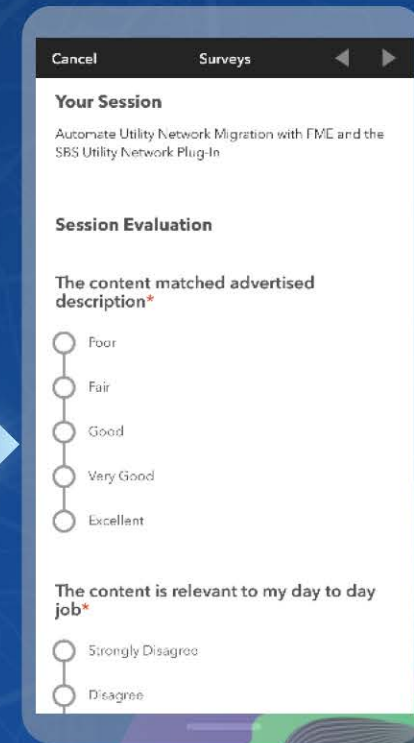 Cancel Surveys
Your Session
Automate Utility Network Migration with FME and the
SBS Utility Network Plug-In
Session Evaluation
The content matched advertised
description*
Poor
Fair
Good
Very Good
Excellent
The content is relevant to my day to day
job*
Strongly Disagree
Disagree